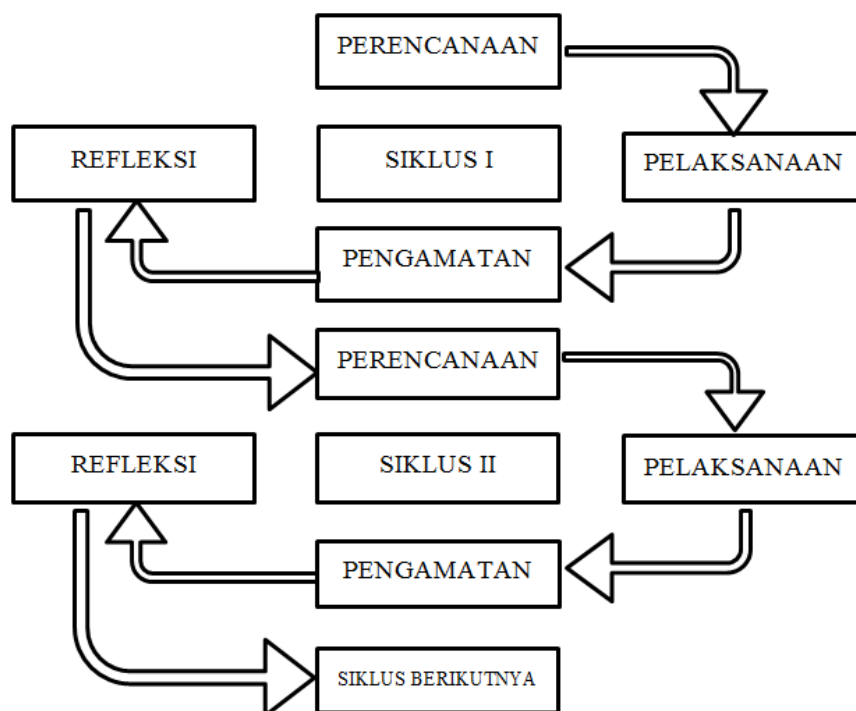 PERENCANAAN
REFLEKSI
SIKLUS I
PELAKSANAAN
PENGAMATAN
PERENCANAAN
REFLEKSI
SIKLUS II
PELAKSANAAN
PENGAMATAN
SIKLUS BERIKUTNYA